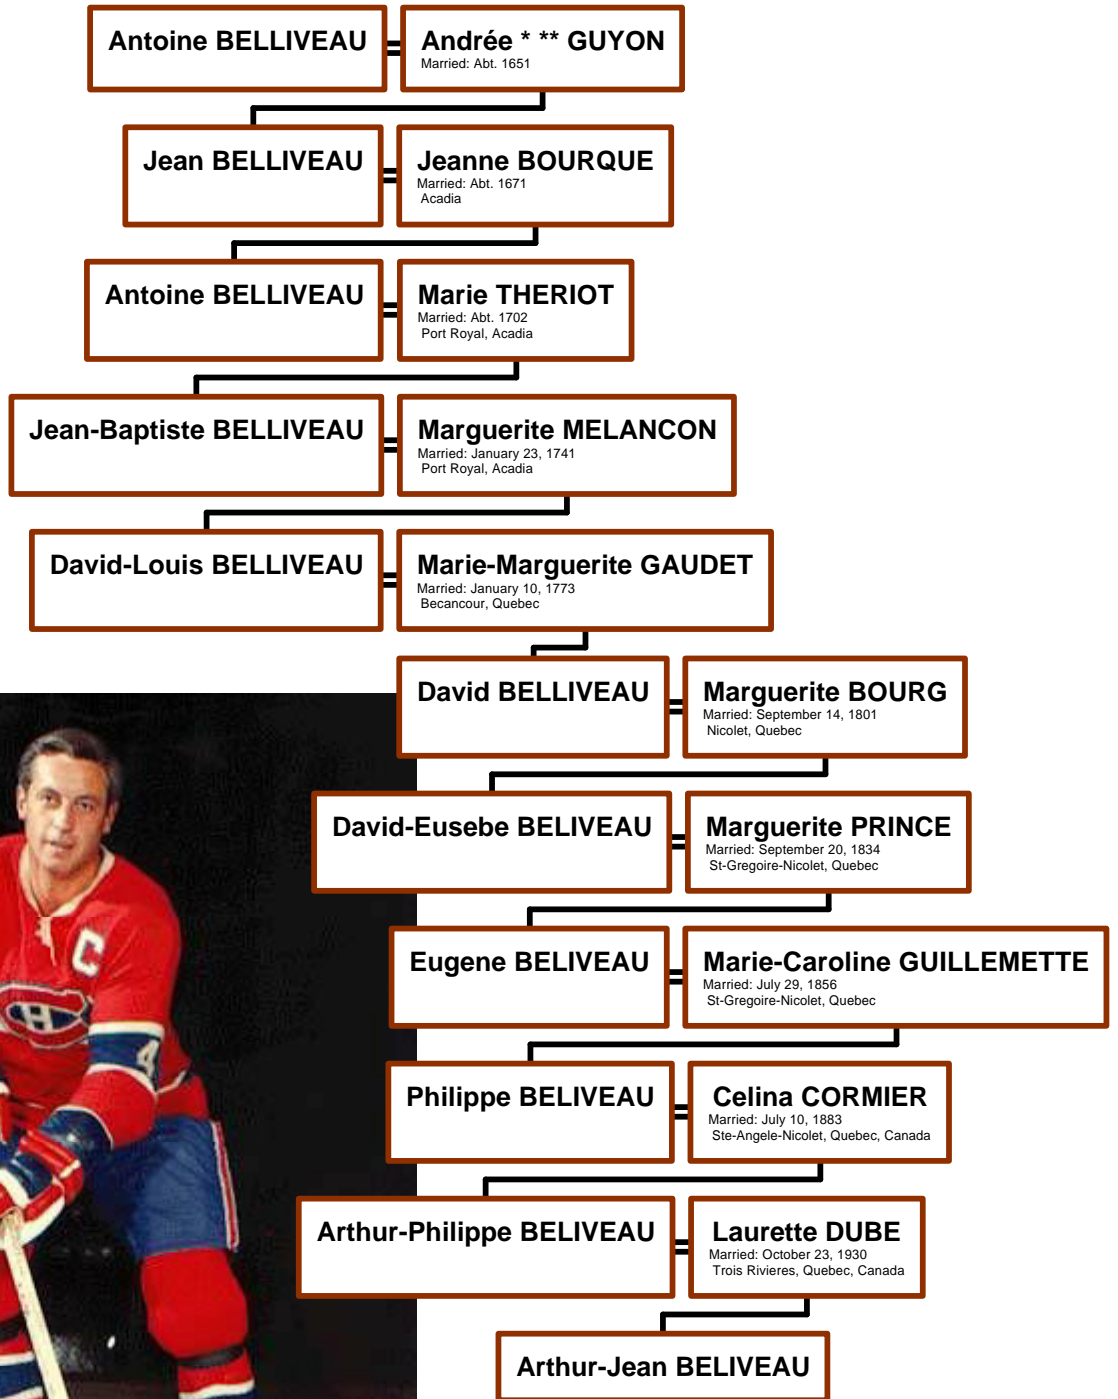 Antoine BELLIVEAU
Andrée * ** GUYON
Married: Abt. 1651
Jean BELLIVEAU
Jeanne BOURQUE
Married: Abt. 1671
Acadia
Antoine BELLIVEAU
Marie THERIOT
Married: Abt. 1702
Port Royal, Acadia
Jean-Baptiste BELLIVEAU
Marguerite MELANCON
Married: January 23, 1741
Port Royal, Acadia
David-Louis BELLIVEAU
Marie-Marguerite GAUDET
Married: January 10, 1773
Becancour, Quebec
David BELLIVEAU
Marguerite BOURG
Married: September 14, 1801
Nicolet, Quebec
David-Eusebe BELIVEAU
Marguerite PRINCE
Married: September 20, 1834
St-Gregoire-Nicolet, Quebec
Eugene BELIVEAU
Marie-Caroline GUILLEMETTE
Married: July 29, 1856
St-Gregoire-Nicolet, Quebec
Philippe BELIVEAU
Celina CORMIER
Married: July 10, 1883
Ste-Angele-Nicolet, Quebec, Canada
Arthur-Philippe BELIVEAU
Laurette DUBE
Married: October 23, 1930
Trois Rivieres, Quebec, Canada
Arthur-Jean BELIVEAU
C
H
4